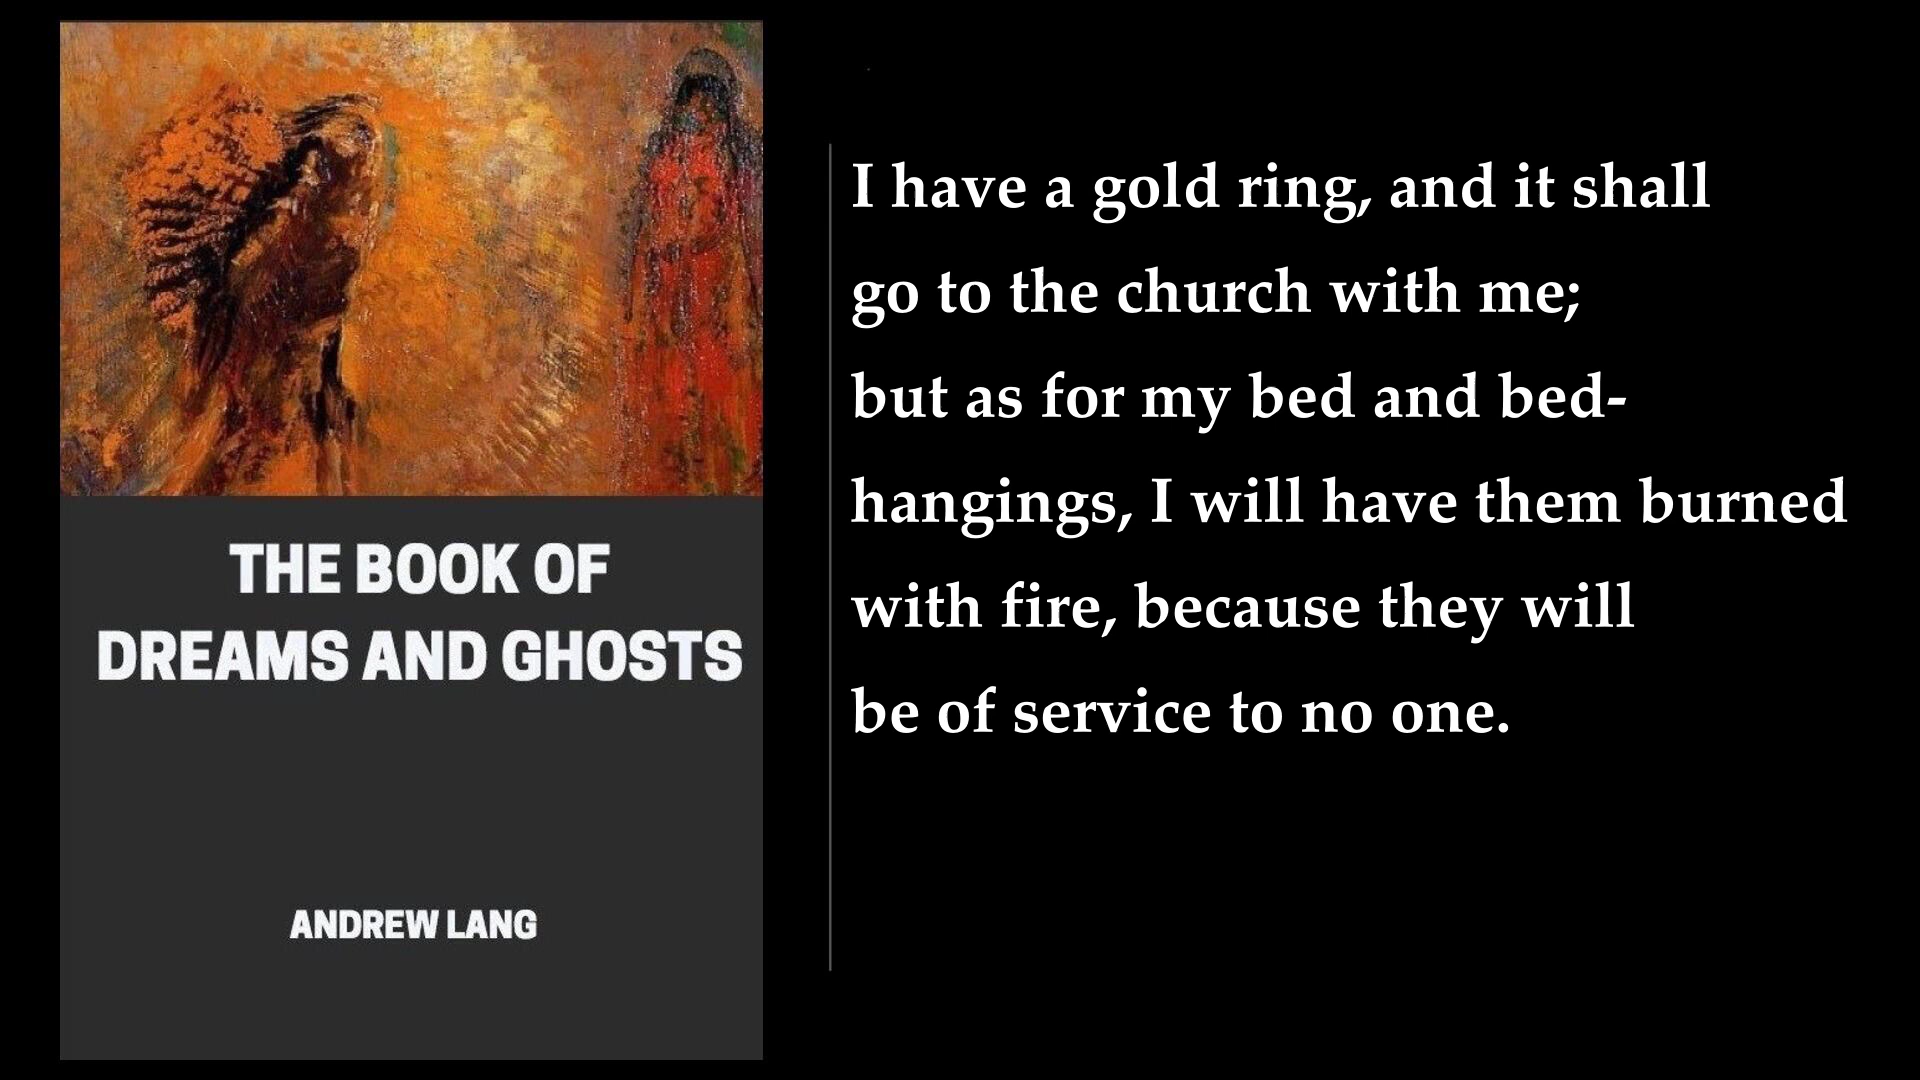 THE BOOK OF
DREAMS AND GHOSTS
ANDREW LANG
I have a gold ring, and it shall
go to the church with me;
but as for my bed and bed-
hangings, I will have them burned
with fire, because they will
be of service to no one.